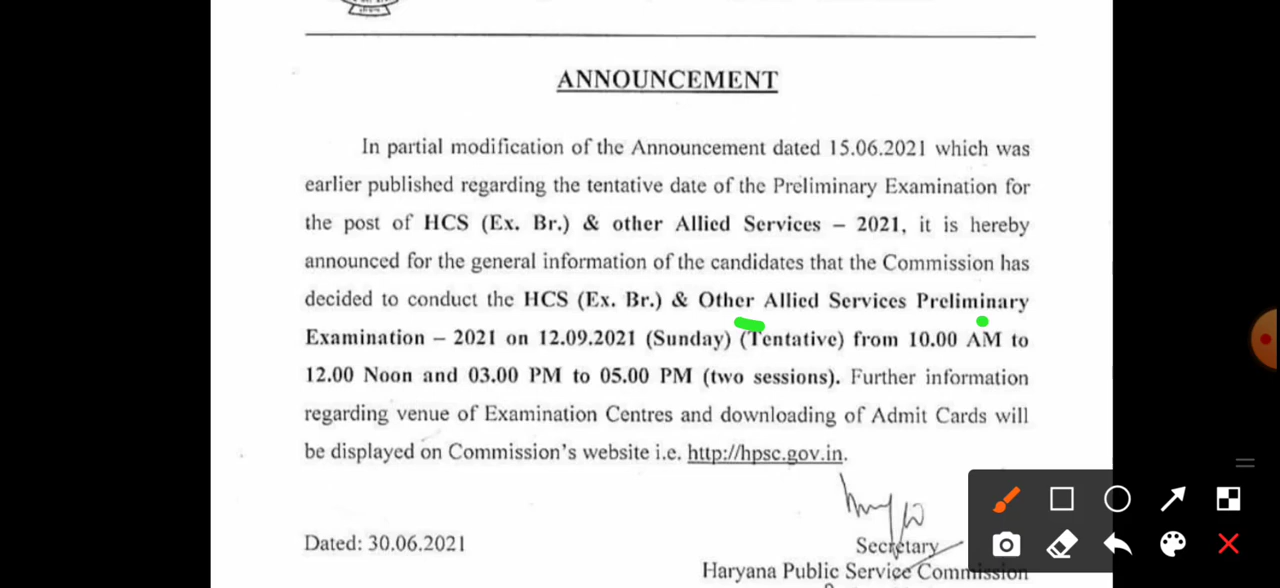 ANNOUNCEMENT
In partial modification of the Announcement dated 15.06.2021 which was
earlier published regarding the tentative date of the Preliminary Examination for
the post of HCS (Ex. Br.) & other Allied Services – 2021, it is hereby
announced for the general information of the candidates that the Commission has
decided to conduct the HCS (Ex. Br.) & Other Allied Services Preliminary
Examination – 2021 on 12.09.2021 (Sunday) (Tentative) from 10.00 AM to
12.00 Noon and 03.00 PM to 05.00 PM (two sessions). Further information
regarding venue of Examination Centres and downloading of Admit Cards will
be displayed on Commission's website i.e. http://hpsc.gov.in.
Dated: 30.06.2021
Secretary
Haryana Public Service Commission